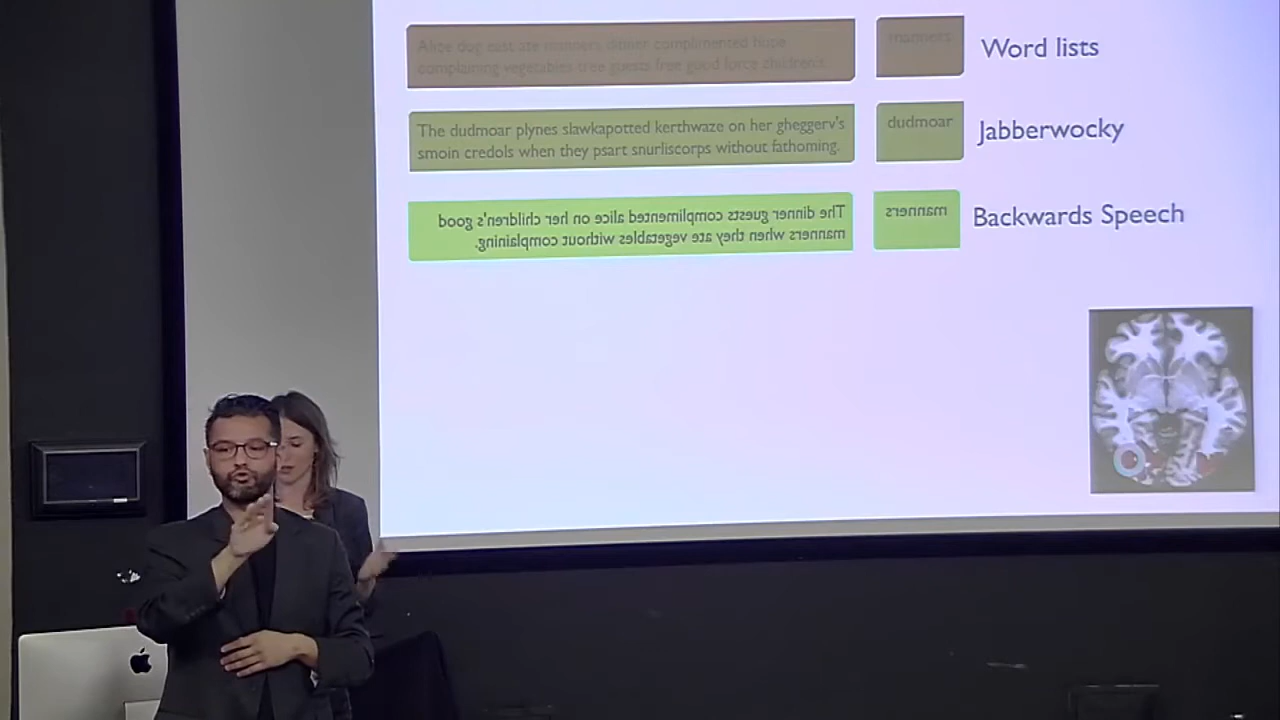 Alice dog east ate manners dinner complimented
complaining vegetables tree guests free good force children's
manners
Word lists
The dudmoar plynes slawkapotted kerthwaze on her gheggerv's
smoin credols when they psart snurliscorps without fathoming.
dudmoar
Jabberwocky
The dinner guests complimented alice on her children's good
manners when they ate vegetables without complaining.
manners
Backwards Speech